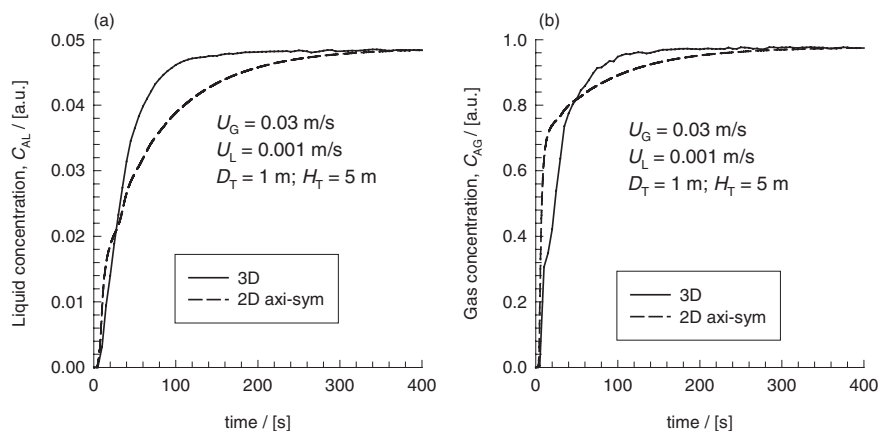 (a)
0.05
0.04
0.03
0.02
0.01
0.00
Liquid concentration, C_AL / [a.u.]
U_G = 0.03 m/s
U_L = 0.001 m/s
D_T = 1 m; H_T = 5 m
3D
2D axi-sym
0 100 200 300 400
time / [s]
(b)
1.0
0.8
0.6
0.4
0.2
0.0
Gas concentration, C_AG / [a.u.]
U_G = 0.03 m/s
U_L = 0.001 m/s
D_T = 1 m; H_T = 5 m
3D
2D axi-sym
0 100 200 300 400
time / [s]